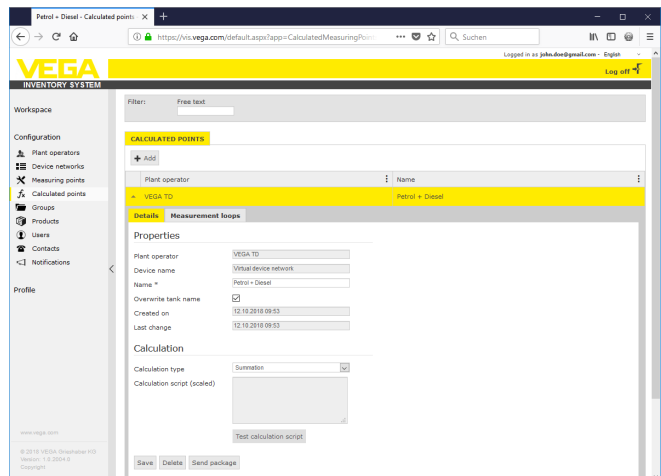 Petrol + Diesel - Calculated points
https://vis.vega.com/default.aspx?app=CalculatedMeasuringPoin
Suchen
Logged in as john.doe@gmail.com - English
VEGA
INVENTORY SYSTEM
Log off
Workspace
Configuration
Plant operators
Device networks
Measuring points
Calculated points
Groups
Products
Users
Contacts
Notifications
Profile
www.vega.com
Copyright
Filter: Free text
CALCULATED POINTS
Add
Plant operator Name
VEGA TD Petrol + Diesel
Details Measurement loops
Properties
Plant operator VEGA TD
Device name Virtual device network
Name * Petrol + Diesel
Overwrite tank name
Created on 12.10.2018 09:53
Last change 12.10.2018 09:53
Calculation
Calculation type Summation
Calculation script (scaled)
Test calculation script
Save Delete Send package